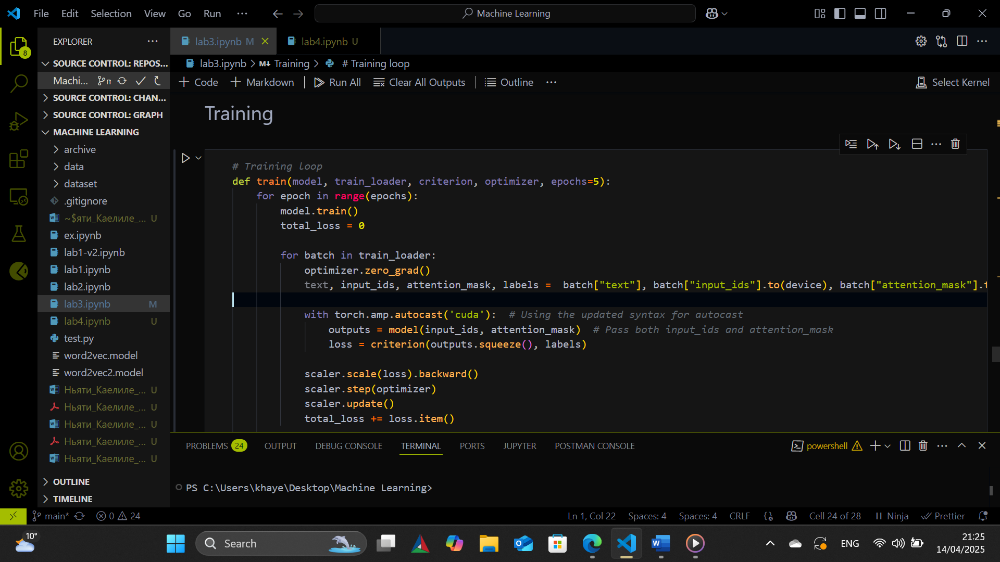 File Edit Selection View Go Run ···
Machine Learning
EXPLORER
SOURCE CONTROL: REPOS...
Machi...
SOURCE CONTROL: CHAN...
SOURCE CONTROL: GRAPH
MACHINE LEARNING
archive
data
dataset
.gitignore
~$яти_Каелиле_... U
ex.ipynb
lab1-v2.ipynb
lab1.ipynb
lab2.ipynb
lab3.ipynb M
lab4.ipynb U
test.py
word2vec.model
word2vec2.model
Ньяти_Каелиле_... U
Ньяти_Каелиле_... U
Ньяти_Каелиле_... U
Ньяти_Каелиле_... U
Ньяти_Каелиле_... U
OUTLINE
TIMELINE
8
lab3.ipynb M lab4.ipynb U
lab3.ipynb > M↓ Training > # Training loop
+ Code + Markdown Run All Clear All Outputs Outline ··· Select Kernel
Training
# Training loop
def train(model, train_loader, criterion, optimizer, epochs=5):
for epoch in range(epochs):
model.train()
total_loss = 0
for batch in train_loader:
optimizer.zero_grad()
text, input_ids, attention_mask, labels =  batch["text"], batch["input_ids"].to(device), batch["attention_mask"].t
with torch.amp.autocast('cuda'):  # Using the updated syntax for autocast
outputs = model(input_ids, attention_mask)  # Pass both input_ids and attention_mask
loss = criterion(outputs.squeeze(), labels)
scaler.scale(loss).backward()
scaler.step(optimizer)
scaler.update()
total_loss += loss.item()
PROBLEMS 24 OUTPUT DEBUG CONSOLE TERMINAL PORTS JUPYTER POSTMAN CONSOLE
powershell
PS C:\Users\khaye\Desktop\Machine Learning>
main* 0 24
Ln 1, Col 22 Spaces: 4 Spaces: 4 CRLF Cell 24 of 28 Ninja Prettier
10°
Search
ENG
21:25
14/04/2025